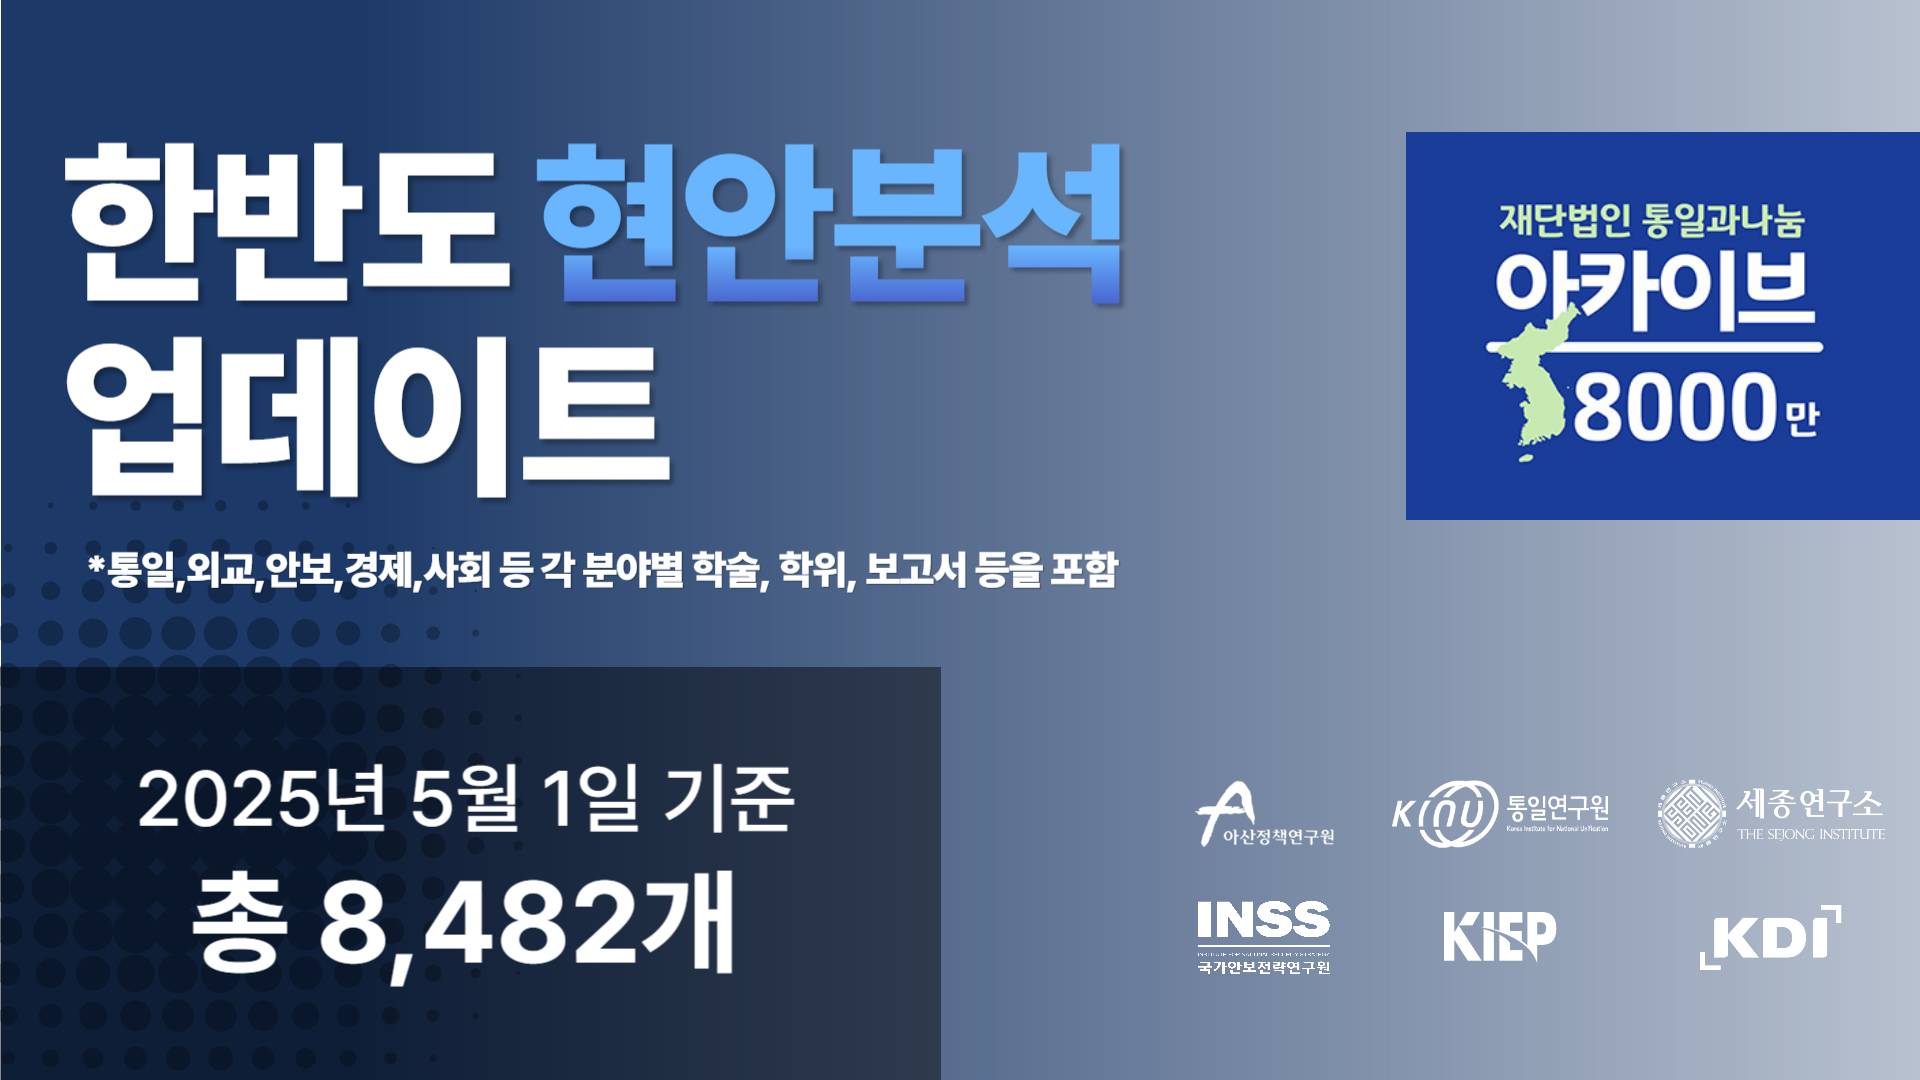 한반도 현안분석
업데이트
*통일,외교,안보,경제,사회 등 각 분야별 학술, 학위, 보고서 등을 포함
재단법인 통일과나눔
아카이브
8000만
2025년 5월 1일 기준
총 8,482개
아산정책연구원
KINU 통일연구원
Korea Institute for National Unification
세종연구소
THE SEJONG INSTITUTE
INSS
국가안보전략연구원
KIEP
KDI